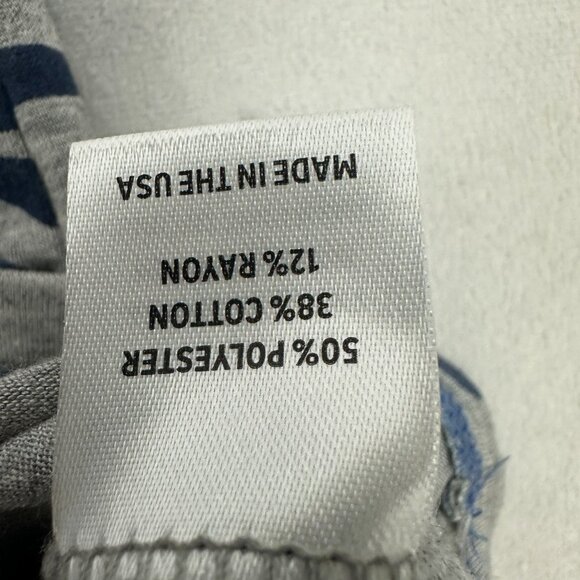 50% POLYESTER
38% COTTON
12% RAYON
MADE IN THE USA